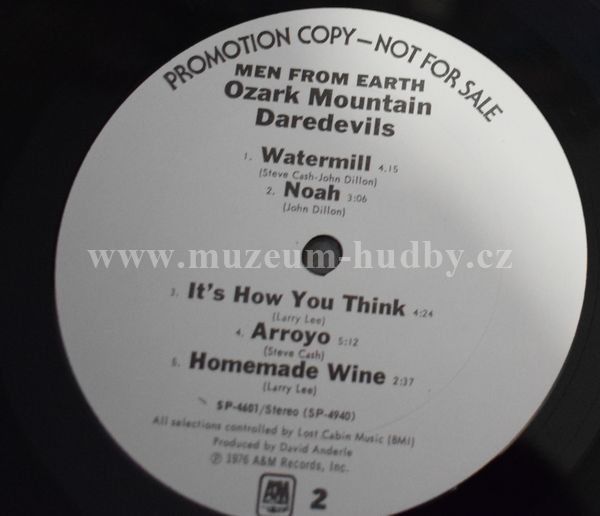 PROMOTION COPY—NOT FOR SALE
MEN FROM EARTH
Ozark Mountain
Daredevils
1. Watermill 4.15
(Steve Cash-John Dillon)
2. Noah 3:06
(John Dillon)
www.muzeum-hudby.cz
3. It's How You Think 4:24
(Larry Lee)
4. Arroyo 5:12
(Steve Cash)
5. Homemade Wine 2:37
(Larry Lee)
SP-4601/Stereo (SP-4940)
All selections controlled by Lost Cabin Music (BMI)
Produced by David Anderle
℗ 1976 A&M Records, Inc.
A&M 2